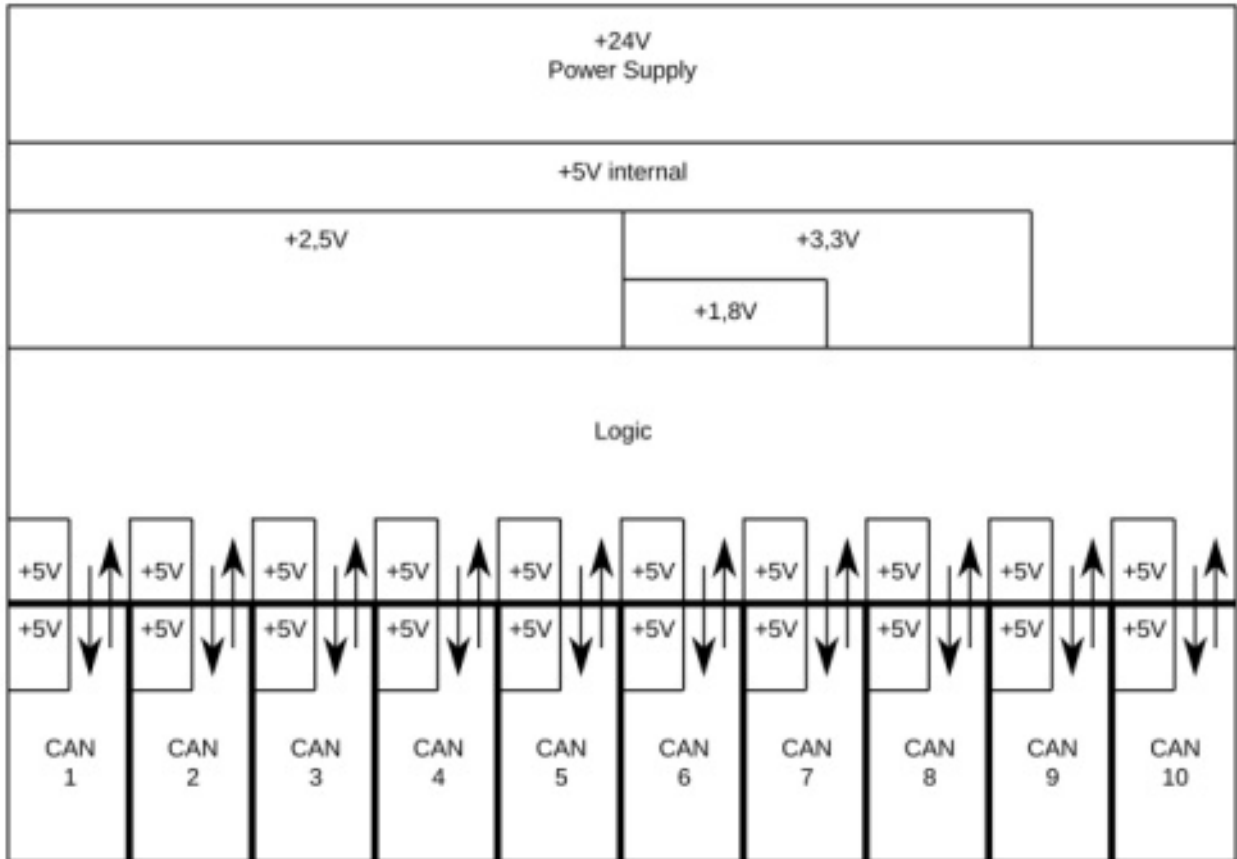 +24V
Power Supply
+5V internal
+2,5V
+3,3V
+1,8V
Logic
+5V +5V +5V +5V +5V +5V +5V +5V +5V +5V
+5V +5V +5V +5V +5V +5V +5V +5V +5V +5V
CAN CAN CAN CAN CAN CAN CAN CAN CAN CAN
1 2 3 4 5 6 7 8 9 10